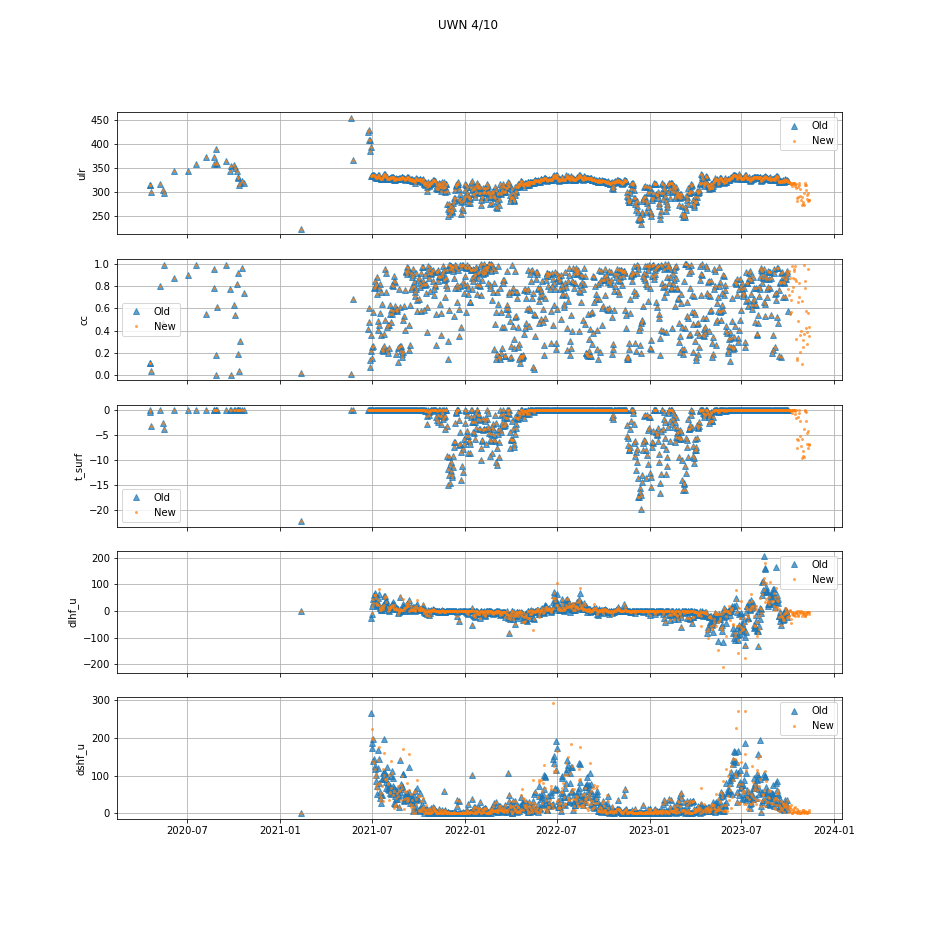 UWN 4/10
450
400
350
300
250
ulr
Old
New
1.0
0.8
0.6
0.4
0.2
0.0
cc
Old
New
0
−5
−10
−15
−20
t_surf
Old
New
200
100
0
−100
−200
dlhf_u
Old
New
300
200
100
0
dshf_u
Old
New
2020-07
2021-01
2021-07
2022-01
2022-07
2023-01
2023-07
2024-01